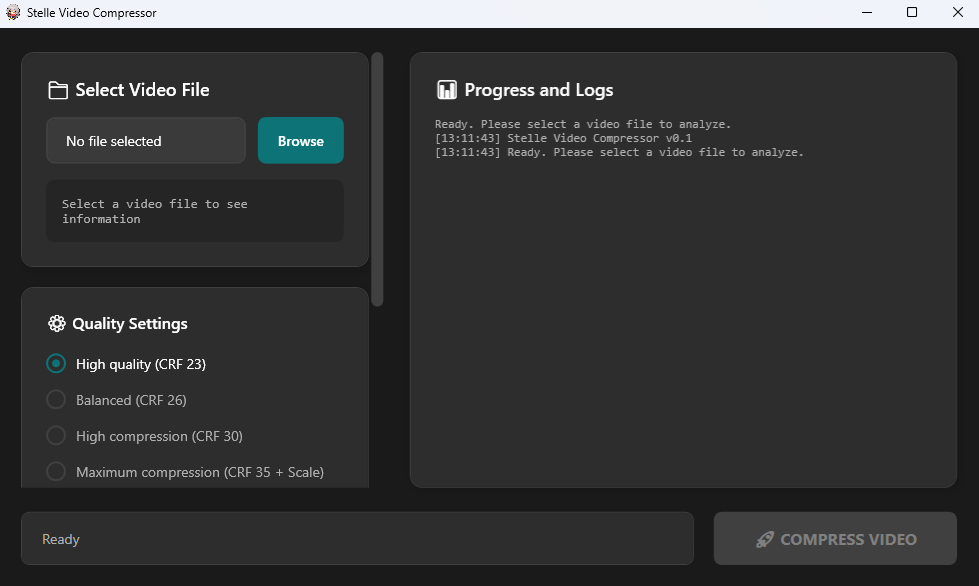 Stelle Video Compressor
Select Video File
No file selected
Browse
Select a video file to see
information
Quality Settings
High quality (CRF 23)
Balanced (CRF 26)
High compression (CRF 30)
Maximum compression (CRF 35 + Scale)
Progress and Logs
Ready. Please select a video file to analyze.
[13:11:43] Stelle Video Compressor v0.1
[13:11:43] Ready. Please select a video file to analyze.
Ready
COMPRESS VIDEO